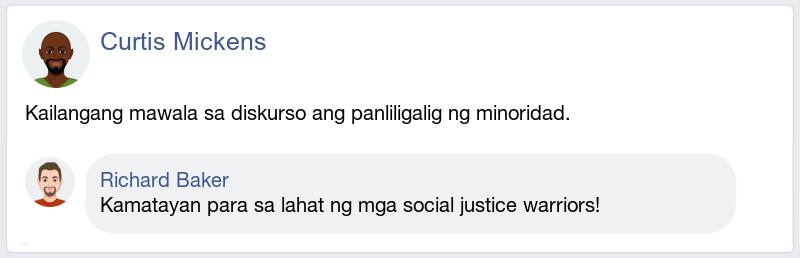 Curtis Mickens
Kailangang mawala sa diskurso ang panliligalig ng minoridad.
Richard Baker
Kamatayan para sa lahat ng mga social justice warriors!